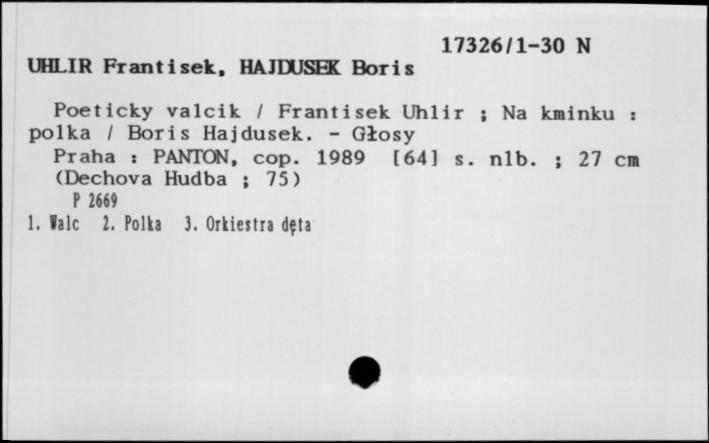 17326/1-30 N
UHLIR Frantisek, HAJDUSEK Boris
Poeticky valcik / Frantisek Uhlir ; Na kminku :
polka / Boris Hajdusek. - Głosy
Praha : PANTON, cop. 1989 [64] s. nlb. ; 27 cm
(Dechova Hudba ; 75)
P 2669
1. Walc 2. Polka 3. Orkiestra dęta